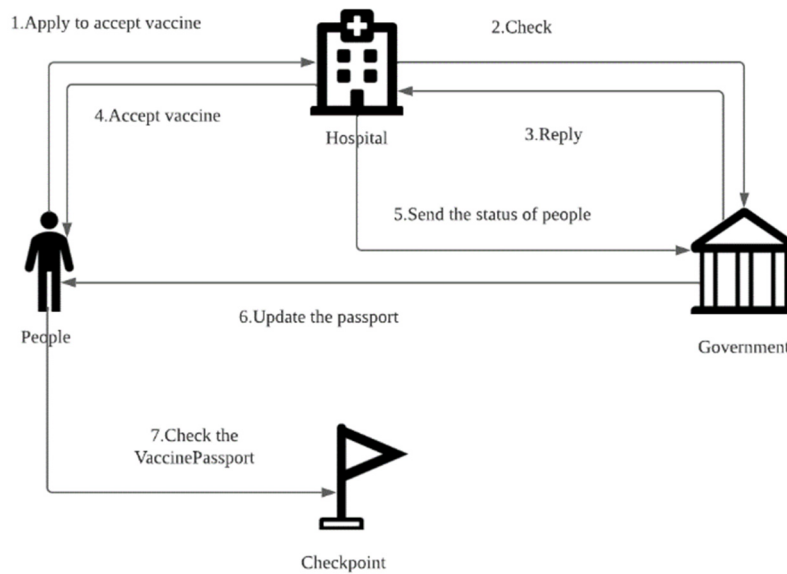 1.Apply to accept vaccine
2.Check
4.Accept vaccine
3.Reply
Hospital
5.Send the status of people
6.Update the passport
People
Government
7.Check the
VaccinePassport
Checkpoint